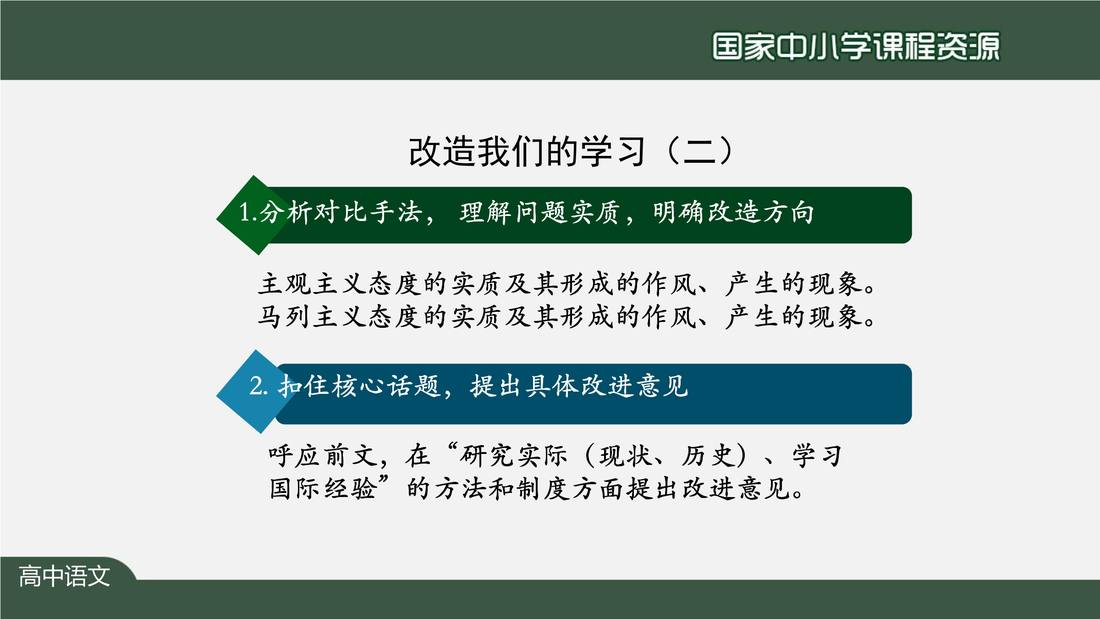 国家中小学课程资源
改造我们的学习（二）
1.分析对比手法， 理解问题实质，明确改造方向
主观主义态度的实质及其形成的作风、产生的现象。
马列主义态度的实质及其形成的作风、产生的现象。
2. 扣住核心话题，提出具体改进意见
呼应前文，在“研究实际（现状、历史）、学习
国际经验”的方法和制度方面提出改进意见。
高中语文